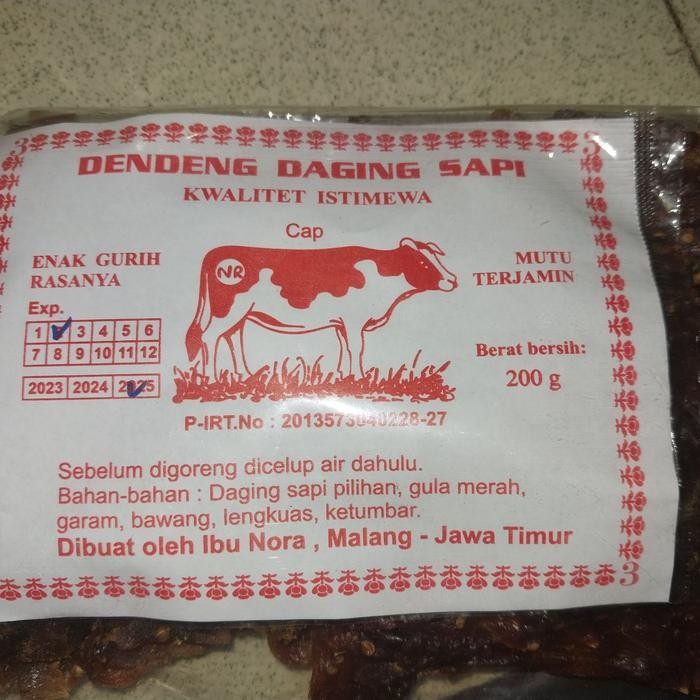 DENDENG DAGING SAPI
KWALITET ISTIMEWA
Cap
ENAK GURIH
RASANYA
NR
MUTU
TERJAMIN
Exp.
1 2 3 4 5 6
7 8 9 10 11 12
2023 2024 2025
Berat bersih:
200 g
P-IRT.No : 2013573040228-27
Sebelum digoreng dicelup air dahulu.
Bahan-bahan : Daging sapi pilihan, gula merah,
garam, bawang, lengkuas, ketumbar.
Dibuat oleh Ibu Nora , Malang - Jawa Timur